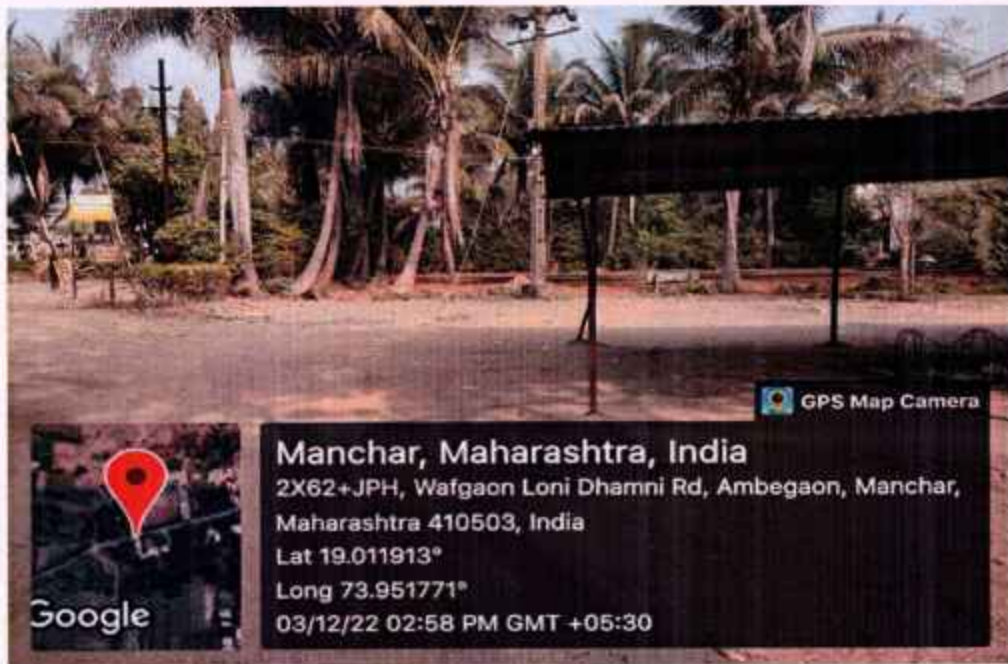 GPS Map Camera
Manchar, Maharashtra, India
2X62+JPH, Wafgaon Loni Dhamni Rd, Ambegaon, Manchar,
Maharashtra 410503, India
Lat 19.011913°
Long 73.951771°
03/12/22 02:58 PM GMT +05:30
Google